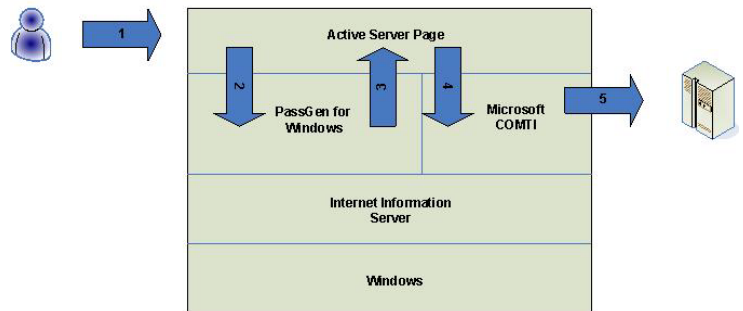 1
Active Server Page
2
3
4
PassGen for
Windows
Microsoft
COMTI
5
Internet Information
Server
Windows